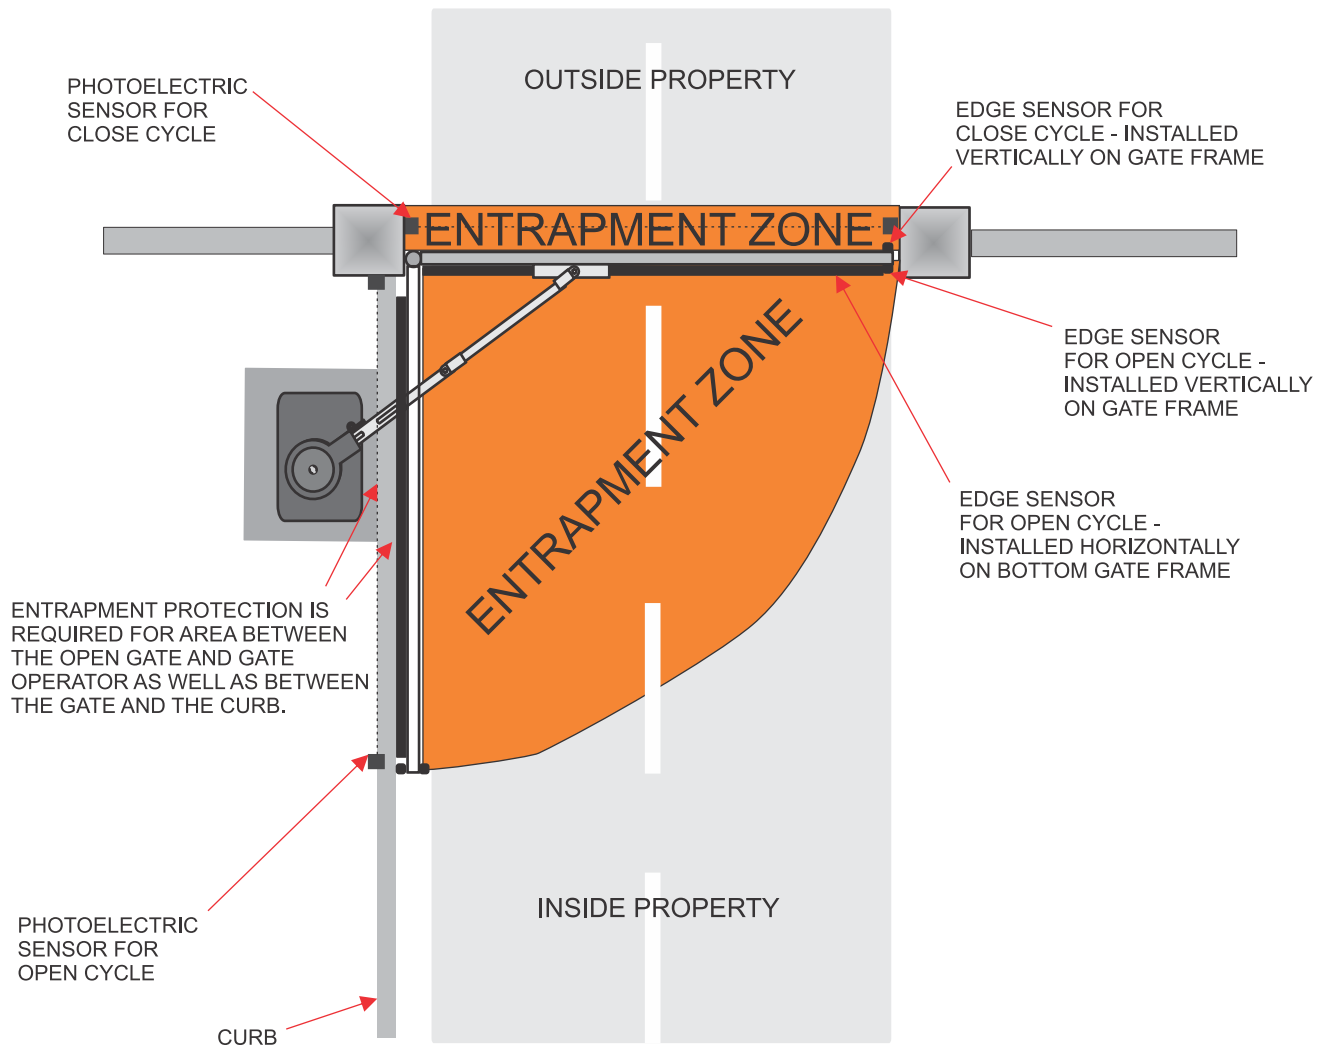 OUTSIDE PROPERTY
PHOTOELECTRIC
SENSOR FOR
CLOSE CYCLE
EDGE SENSOR FOR
CLOSE CYCLE - INSTALLED
VERTICALLY ON GATE FRAME
ENTRAPMENT ZONE
ENTRAPMENT ZONE
EDGE SENSOR
FOR OPEN CYCLE -
INSTALLED VERTICALLY
ON GATE FRAME
EDGE SENSOR
FOR OPEN CYCLE -
INSTALLED HORIZONTALLY
ON BOTTOM GATE FRAME
ENTRAPMENT PROTECTION IS
REQUIRED FOR AREA BETWEEN
THE OPEN GATE AND GATE
OPERATOR AS WELL AS BETWEEN
THE GATE AND THE CURB.
INSIDE PROPERTY
PHOTOELECTRIC
SENSOR FOR
OPEN CYCLE
CURB